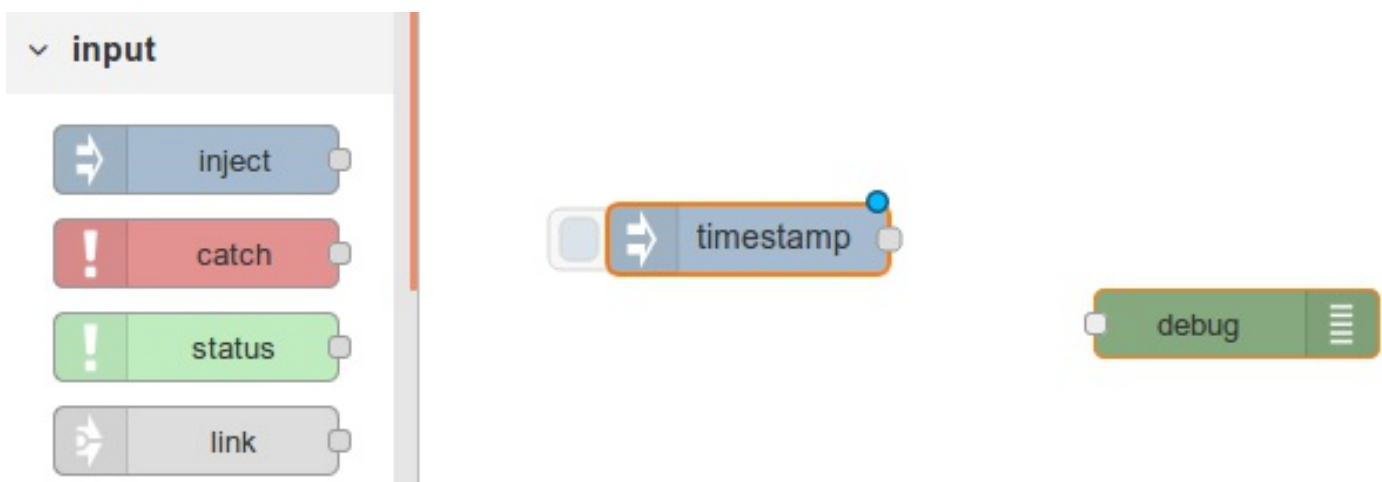 input
inject
catch
status
link
timestamp
debug